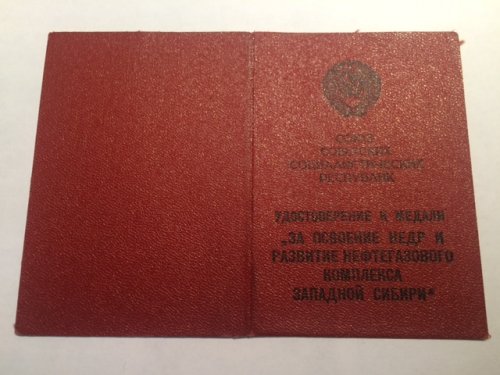 СОЮЗ
СОВЕТСКИХ
СОЦИАЛИСТИЧЕСКИХ
РЕСПУБЛИК
УДОСТОВЕРЕНИЕ К МЕДАЛИ
„ЗА ОСВОЕНИЕ НЕДР И
РАЗВИТИЕ НЕФТЕГАЗОВОГО
КОМПЛЕКСА
ЗАПАДНОЙ СИБИРИ“